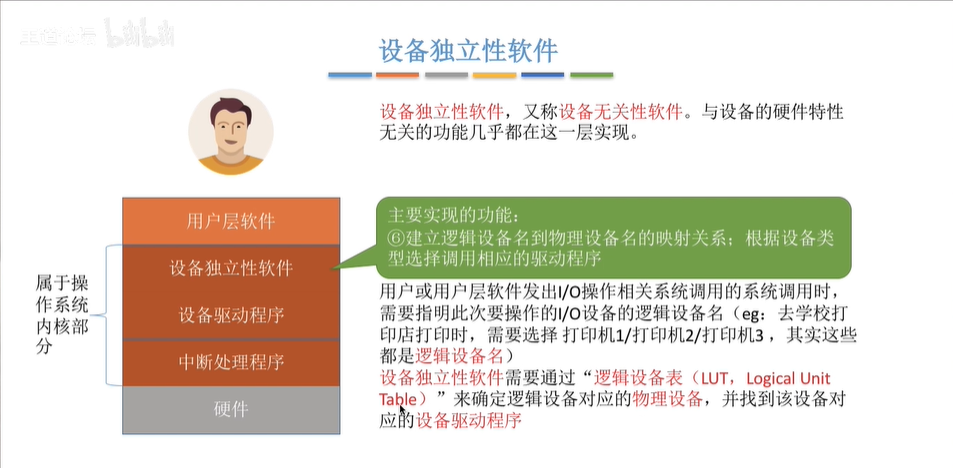 bilibili
设备独立性软件
设备独立性软件，又称设备无关性软件。与设备的硬件特性
无关的功能几乎都在这一层实现。
用户层软件
设备独立性软件
设备驱动程序
中断处理程序
硬件
属于操
作系统
内核部
分
主要实现的功能：
⑥建立逻辑设备名到物理设备名的映射关系；根据设备类
型选择调用相应的驱动程序
用户或用户层软件发出I/O操作相关系统调用的系统调用时，
需要指明此次要操作的I/O设备的逻辑设备名（eg：去学校打
印店打印时，需要选择 打印机1/打印机2/打印机3 ，其实这些
都是逻辑设备名）
设备独立性软件需要通过“逻辑设备表（LUT，Logical Unit
Table）”来确定逻辑设备对应的物理设备，并找到该设备对
应的设备驱动程序